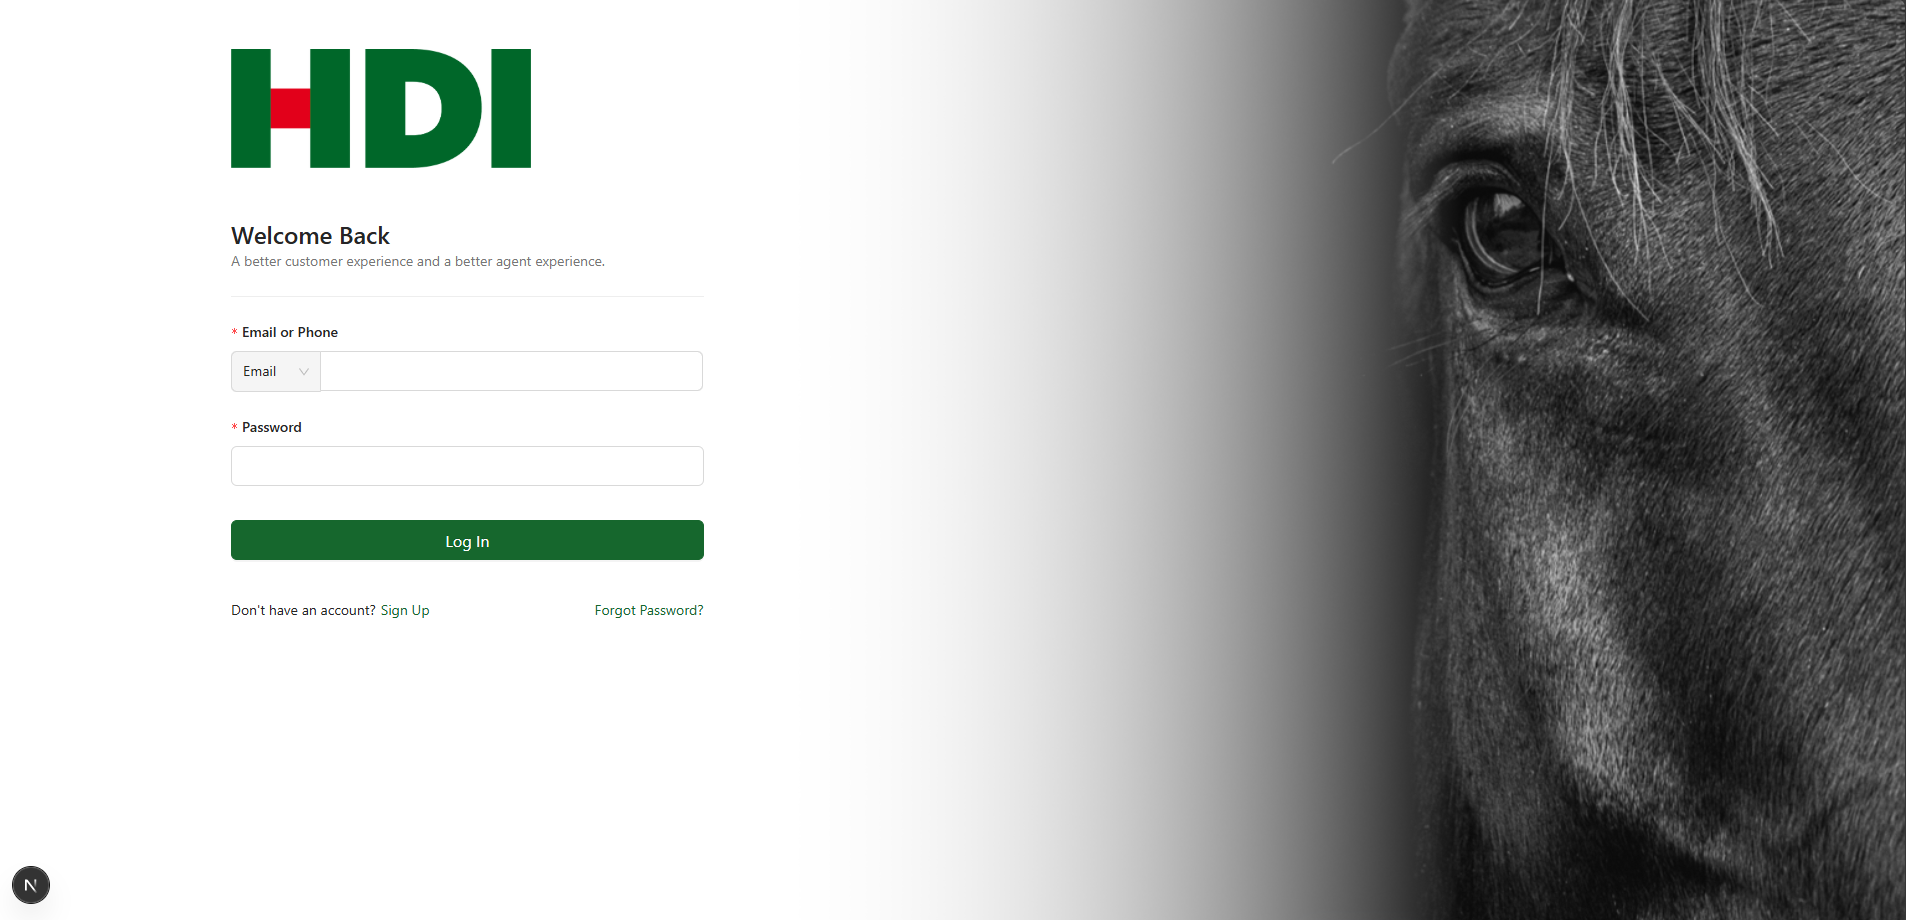 HDI
Welcome Back
A better customer experience and a better agent experience.
* Email or Phone
Email
* Password
Log In
Don't have an account? Sign Up
Forgot Password?
N